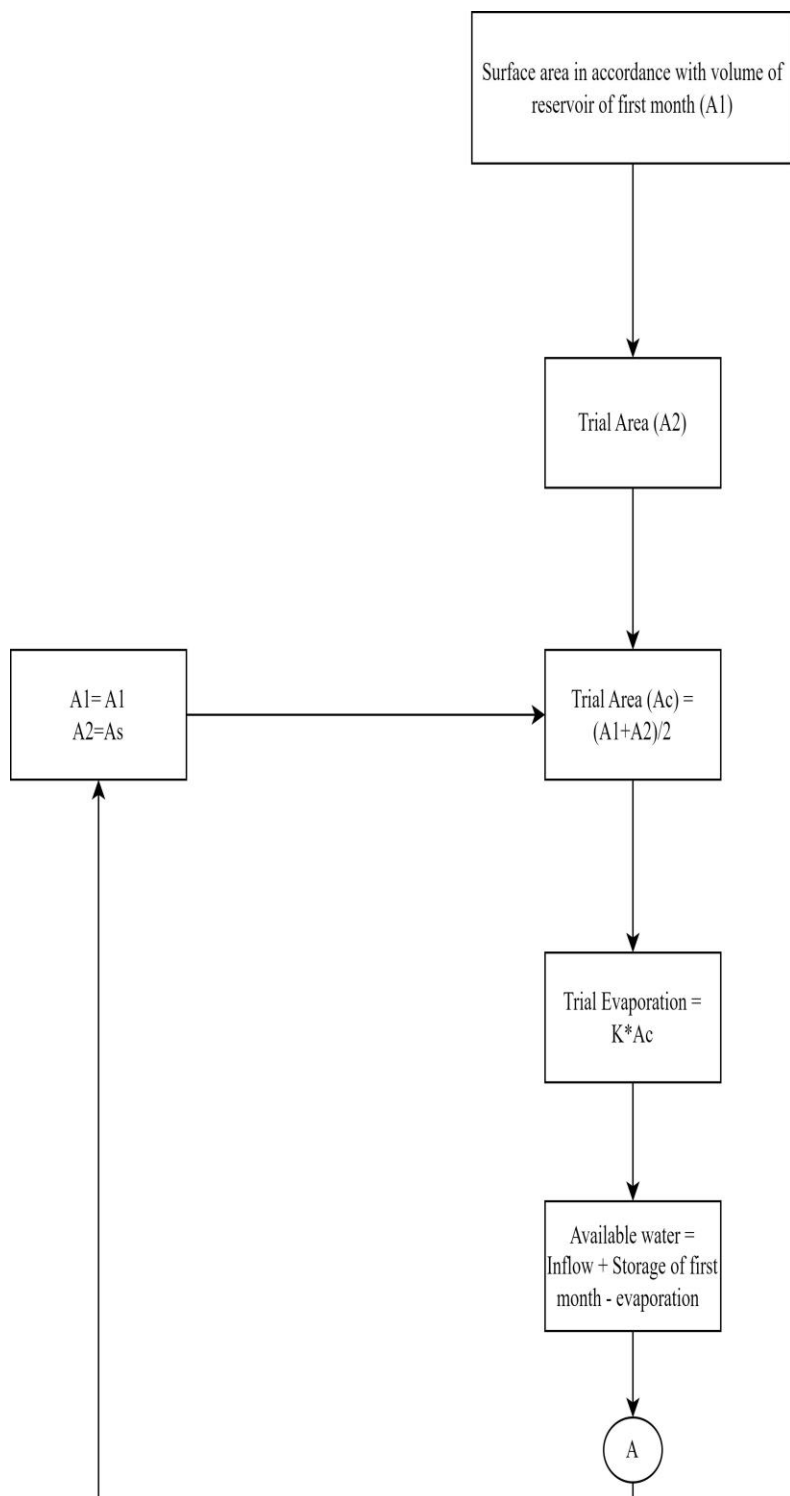 Surface area in accordance with volume of
reservoir of first month (A1)
Trial Area (A2)
A1= A1
A2=As
Trial Area (Ac) =
(A1+A2)/2
Trial Evaporation =
K*Ac
Available water =
Inflow + Storage of first
month - evaporation
A